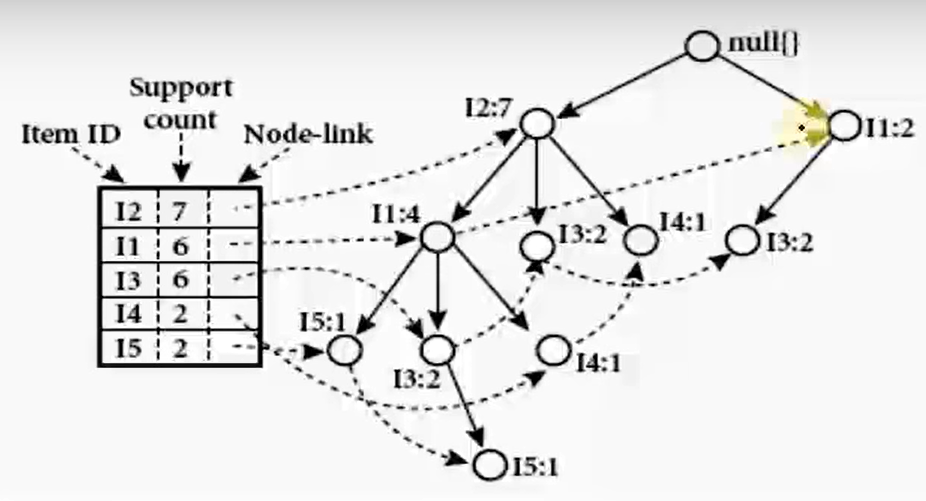 null{}
Support
count
Item ID
Node-link
I2:7
I1:2
I2 7
I1 6
I3 6
I4 2
I5 2
I1:4
I3:2
I4:1
I3:2
I5:1
I3:2
I4:1
I5:1